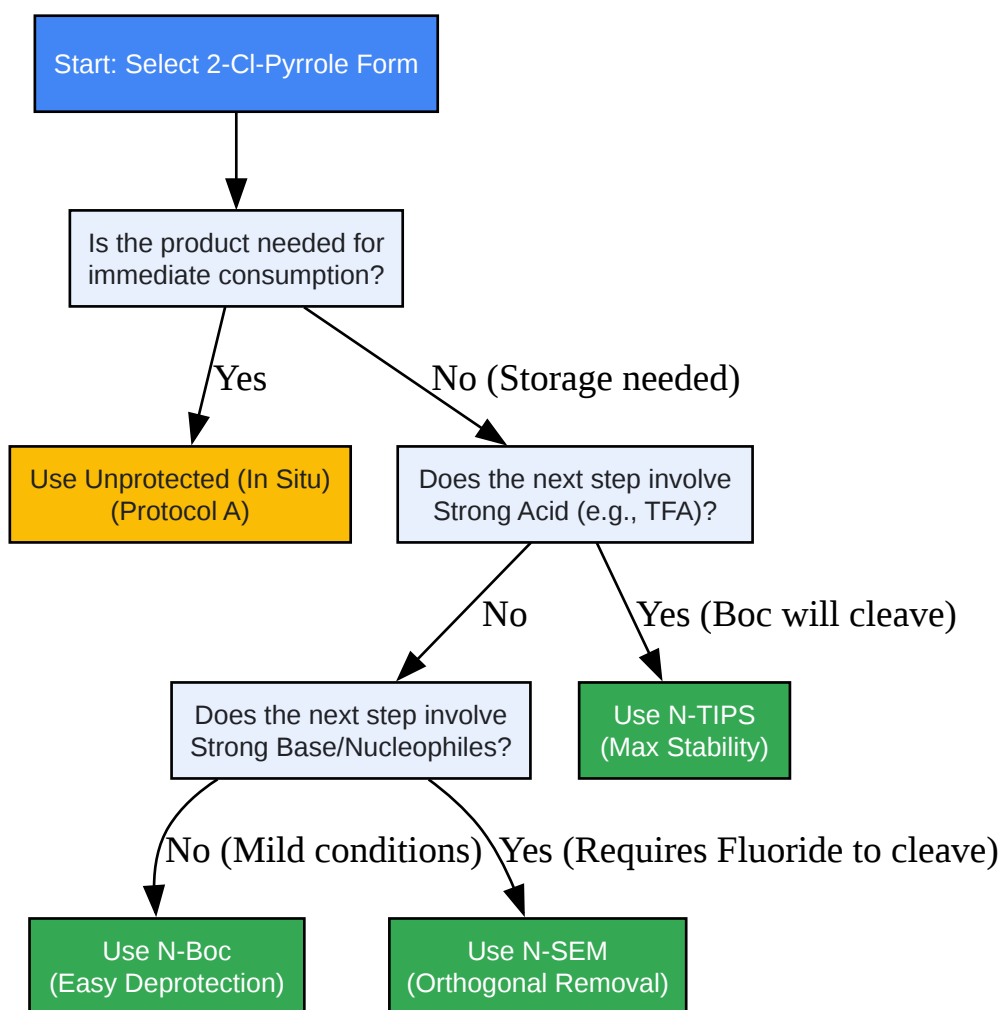 Start: Select 2-Cl-Pyrrole Form
Is the product needed for
immediate consumption?
Yes
No (Storage needed)
Use Unprotected (In Situ)
(Protocol A)
Does the next step involve
Strong Acid (e.g., TFA)?
No
Yes (Boc will cleave)
Does the next step involve
Strong Base/Nucleophiles?
Use N-TIPS
(Max Stability)
No (Mild conditions)
Yes (Requires Fluoride to cleave)
Use N-Boc
(Easy Deprotection)
Use N-SEM
(Orthogonal Removal)